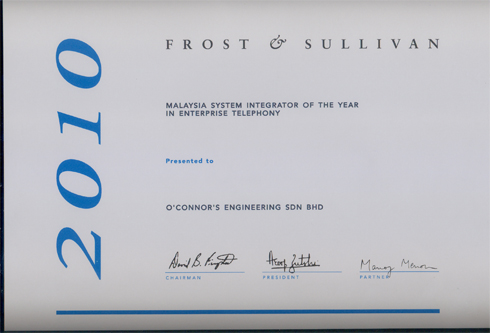 2010
FROST & SULLIVAN
MALAYSIA SYSTEM INTEGRATOR OF THE YEAR
IN ENTERPRISE TELEPHONY
Presented to
O'CONNOR'S ENGINEERING SDN BHD
CHAIRMAN
PRESIDENT
PARTNER